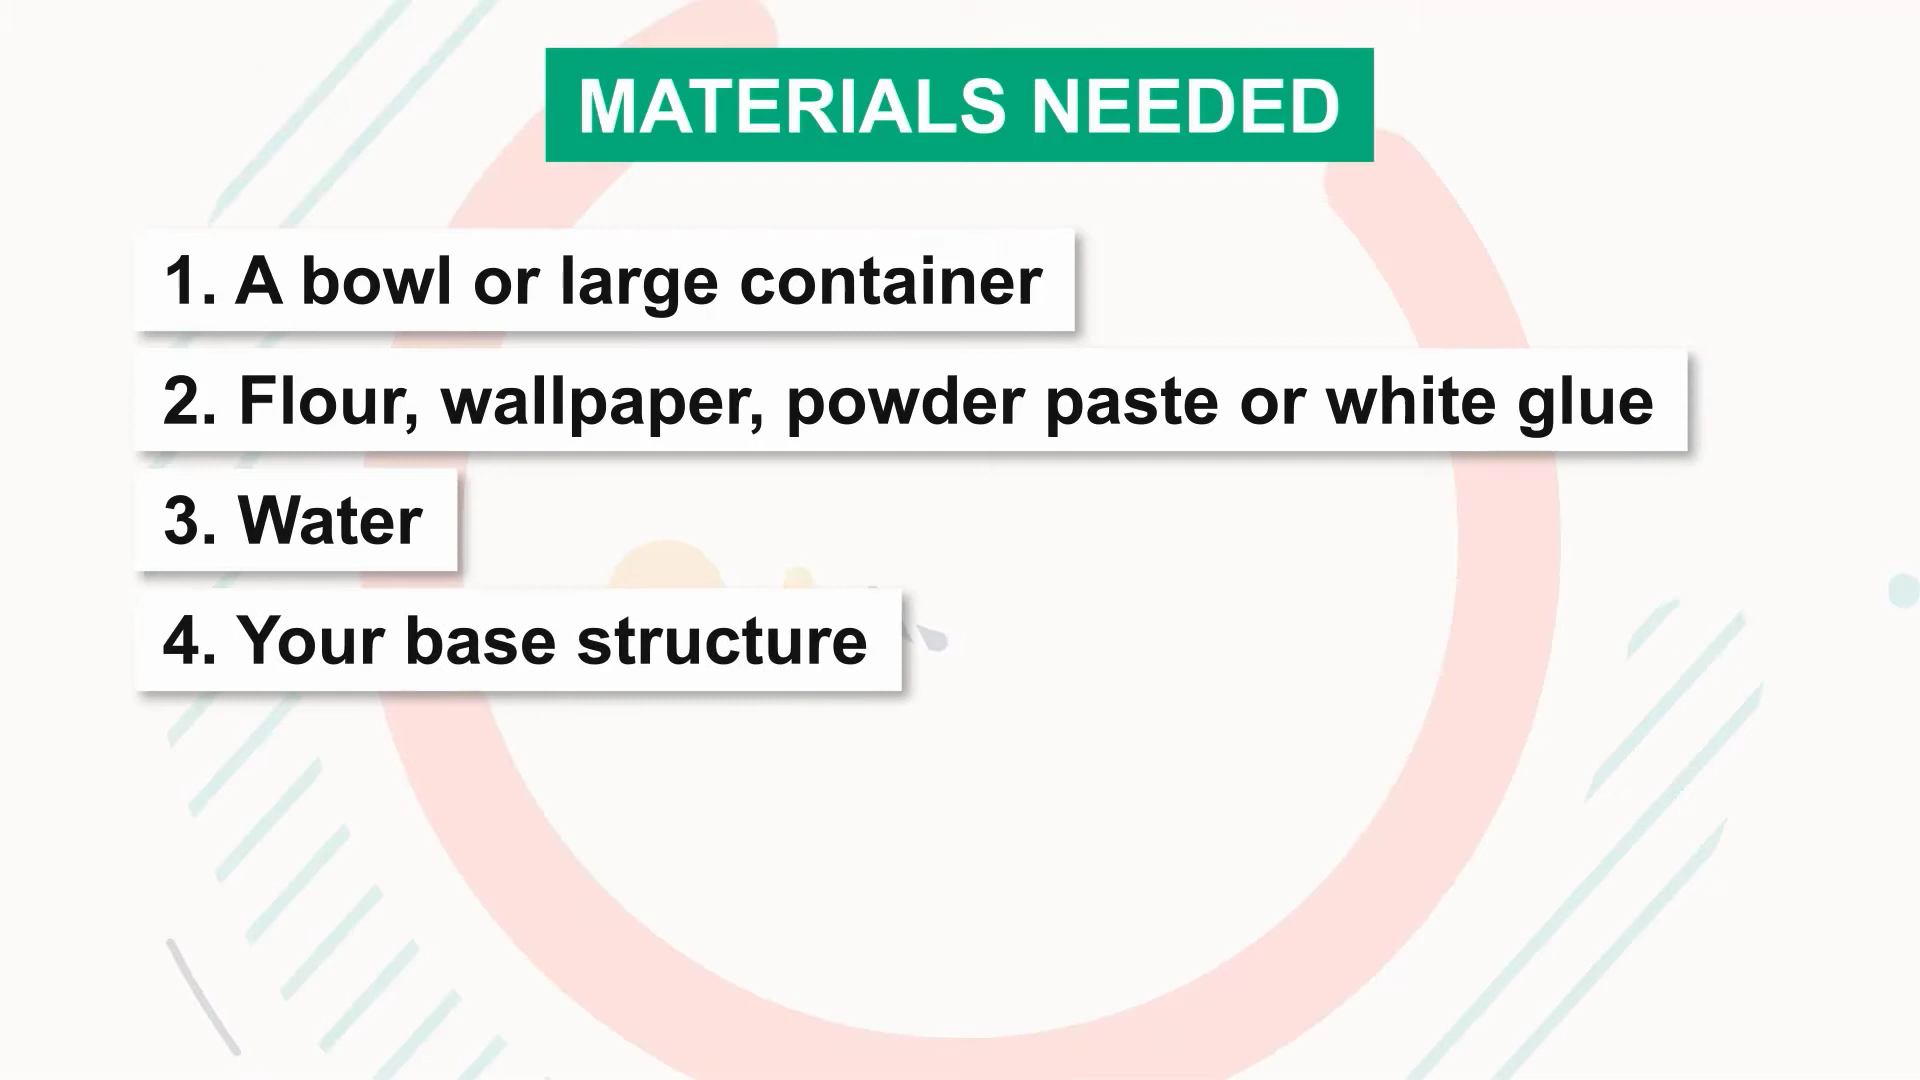 MATERIALS NEEDED
1. A bowl or large container
2. Flour, wallpaper, powder paste or white glue
3. Water
4. Your base structure